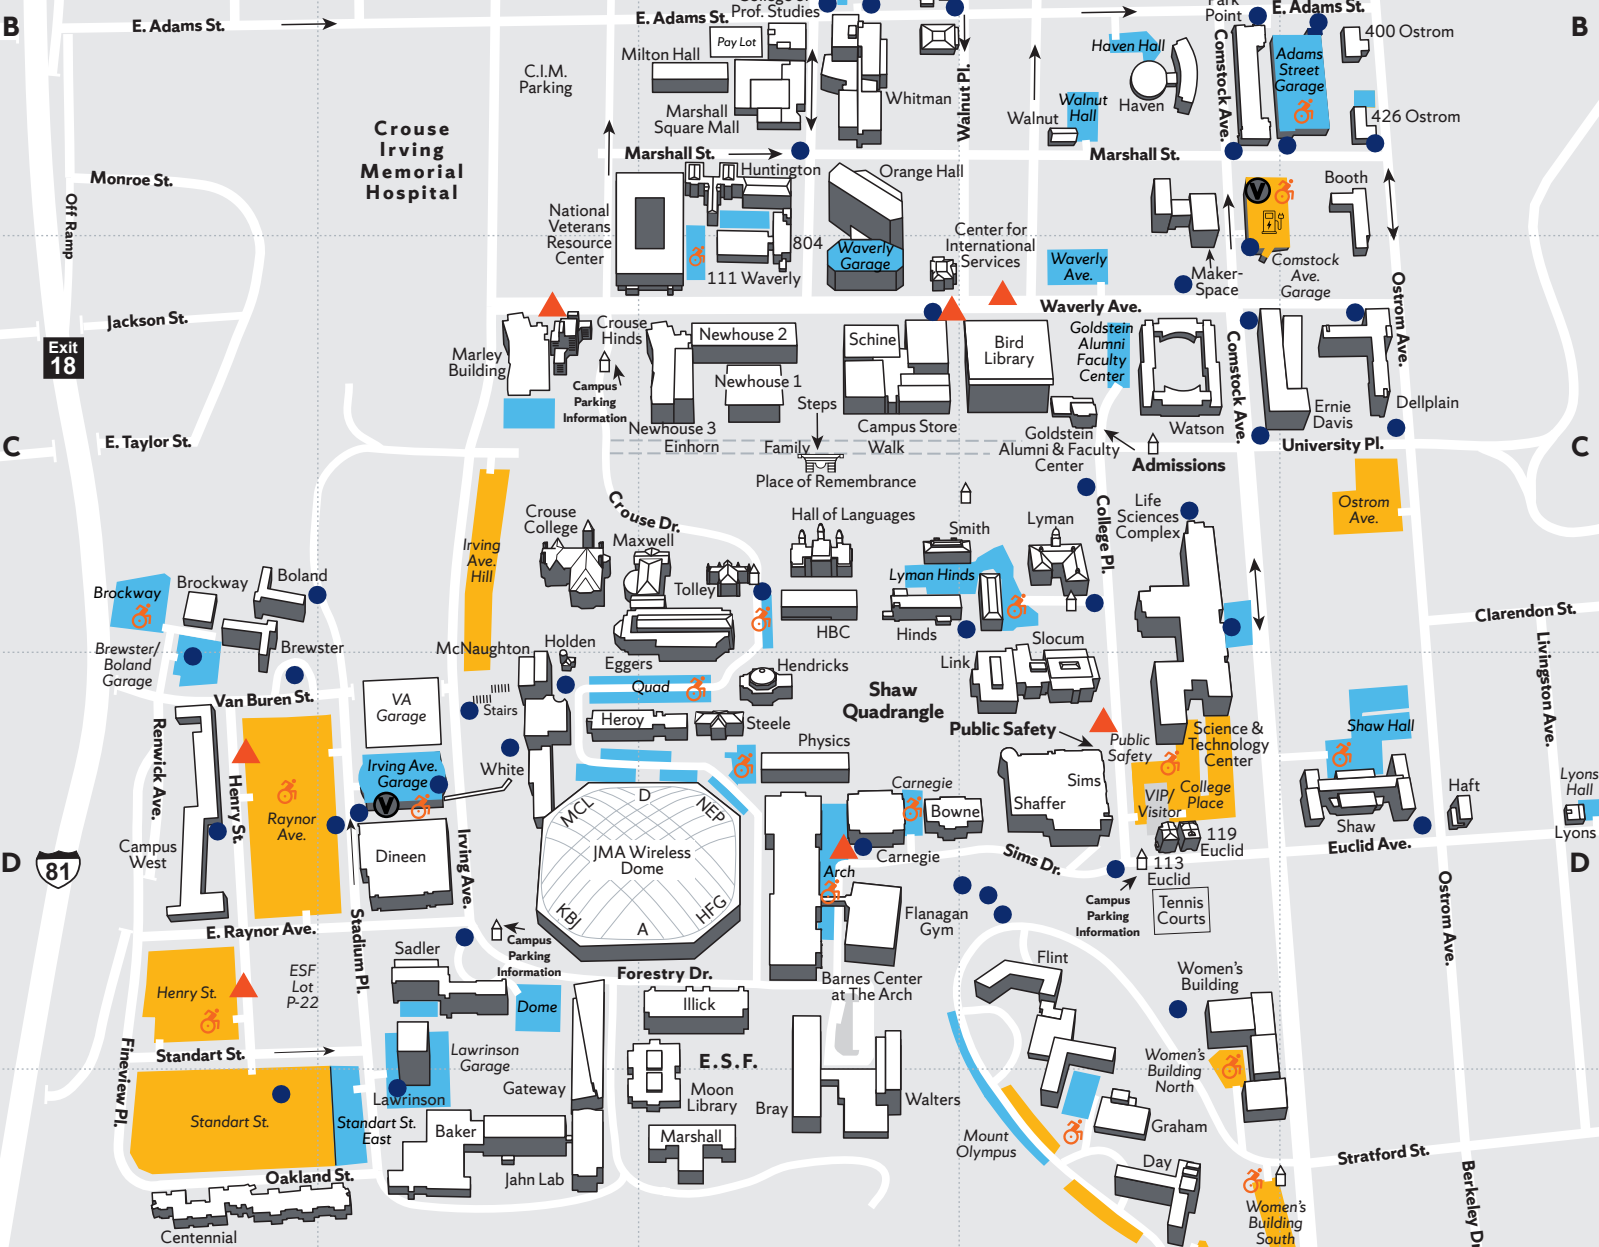 B
E. Adams St.
E. Adams St.
College of
Prof. Studies
Park
Point
E. Adams St.
B
Pay Lot
Milton Hall
C.I.M.
Parking
Marshall
Square Mall
Whitman
Walnut Pl.
Haven Hall
Haven
Walnut
Walnut
Hall
Comstock Ave.
Adams
Street
Garage
400 Ostrom
426 Ostrom
Crouse
Irving
Memorial
Hospital
Marshall St.
Marshall St.
Monroe St.
Off Ramp
Huntington
Orange Hall
National
Veterans
Resource
Center
804
111 Waverly
Waverly
Garage
Center for
International
Services
Waverly
Ave.
V
Booth
Maker-
Space
Comstock
Ave.
Garage
Ostrom Ave.
Jackson St.
Waverly Ave.
Exit
18
Marley
Building
Crouse
Hinds
Campus
Parking
Information
Newhouse 2
Newhouse 1
Newhouse 3
Steps
Schine
Campus Store
Bird
Library
Goldstein
Alumni
Faculty
Center
Watson
Comstock Ave.
Ernie
Davis
Dellplain
C
E. Taylor St.
Einhorn
Family
Walk
Goldstein
Alumni & Faculty
Center
Admissions
University Pl.
C
Place of Remembrance
Ostrom
Ave.
Crouse Dr.
Crouse
College
Maxwell
Hall of Languages
Smith
Lyman
College Pl.
Life
Sciences
Complex
Irving
Ave.
Hill
Tolley
Lyman Hinds
Hinds
HBC
Brockway
Brockway
Boland
Brewster/
Boland
Garage
Brewster
McNaughton
Holden
Eggers
Hendricks
Link
Slocum
Clarendon St.
Livingston Ave.
Van Buren St.
VA
Garage
Stairs
Quad
Heroy
Steele
Shaw
Quadrangle
Public Safety
Public
Safety
Science &
Technology
Center
Shaw Hall
Renwick Ave.
Henry St.
Irving Ave.
Garage
V
White
Physics
Carnegie
Sims
Shaffer
VIP/
Visitor
College
Place
Haft
Lyons
Hall
Lyons
Raynor
Ave.
Campus
West
Dineen
Irving Ave.
MCL
D
NEP
JMA Wireless
Dome
KBJ
A
HFG
Bowne
Carnegie
Arch
Sims Dr.
119
Euclid
113
Euclid
Shaw
Euclid Ave.
D
81
D
Campus
Parking
Information
Tennis
Courts
Flanagan
Gym
Ostrom Ave.
E. Raynor Ave.
Stadium Pl.
Sadler
Campus
Parking
Information
Forestry Dr.
Barnes Center
at The Arch
Flint
Women's
Building
Henry St.
ESF
Lot
P-22
Dome
Illick
Standart St.
Lawrinson
Garage
Lawrinson
Gateway
E.S.F.
Moon
Library
Bray
Walters
Women's
Building
North
Fineview Pl.
Standart St.
Standart St.
East
Baker
Jahn Lab
Marshall
Mount
Olympus
Graham
Day
Stratford St.
Oakland St.
Centennial
Women's
Building
South
Berkeley Dr.